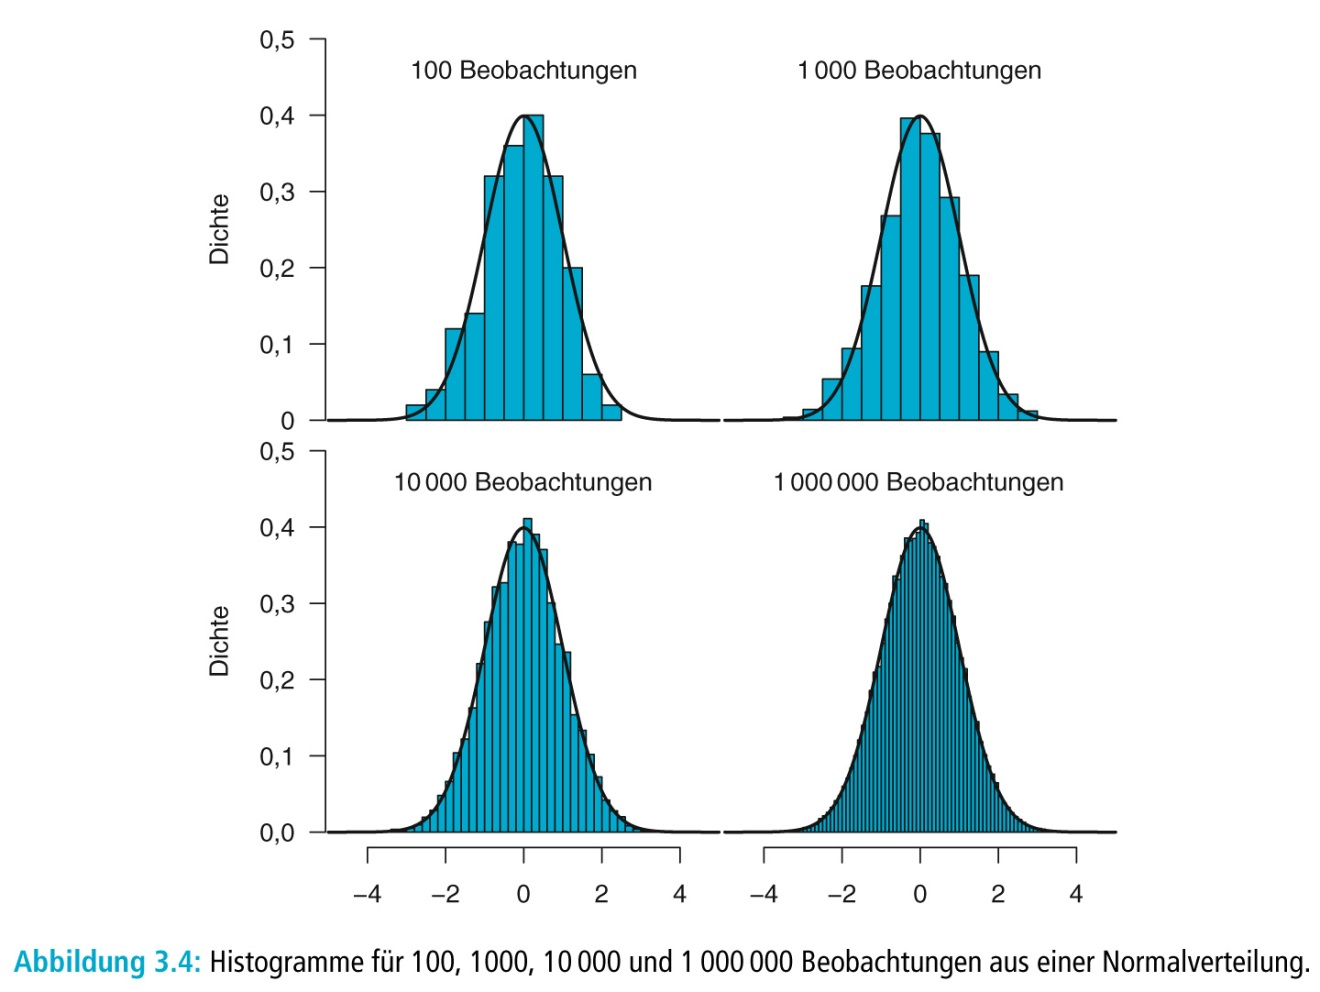 0,5
100 Beobachtungen
1 000 Beobachtungen
0,4
0,3
Dichte
0,2
0,1
0
0,5
10 000 Beobachtungen
1 000 000 Beobachtungen
0,4
0,3
Dichte
0,2
0,1
0,0
−4 −2 0 2 4
−4 −2 0 2 4
Abbildung 3.4: Histogramme für 100, 1000, 10 000 und 1 000 000 Beobachtungen aus einer Normalverteilung.